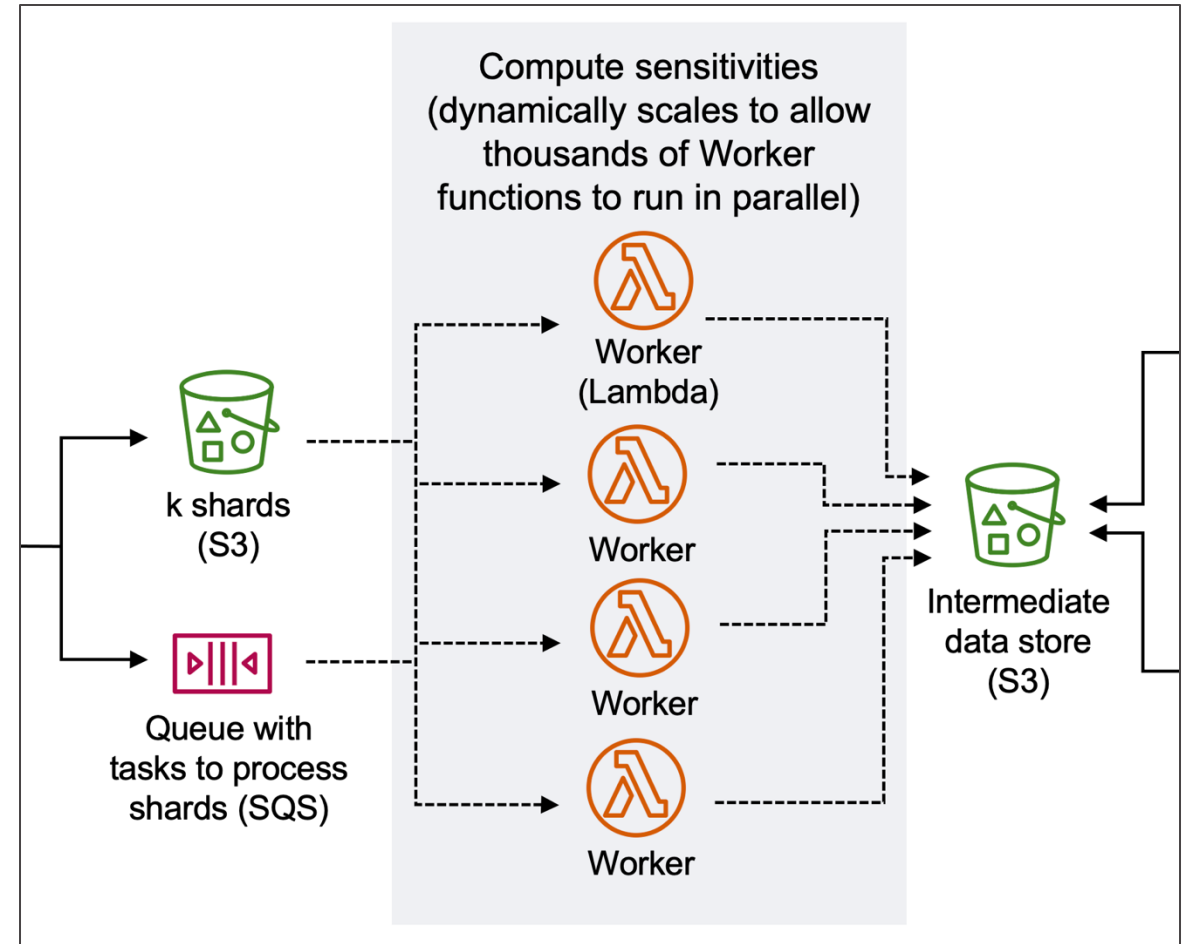 Compute sensitivities
(dynamically scales to allow
thousands of Worker
functions to run in parallel)
Worker
(Lambda)
k shards
(S3)
Worker
Intermediate
data store
(S3)
Worker
Queue with
tasks to process
shards (SQS)
Worker